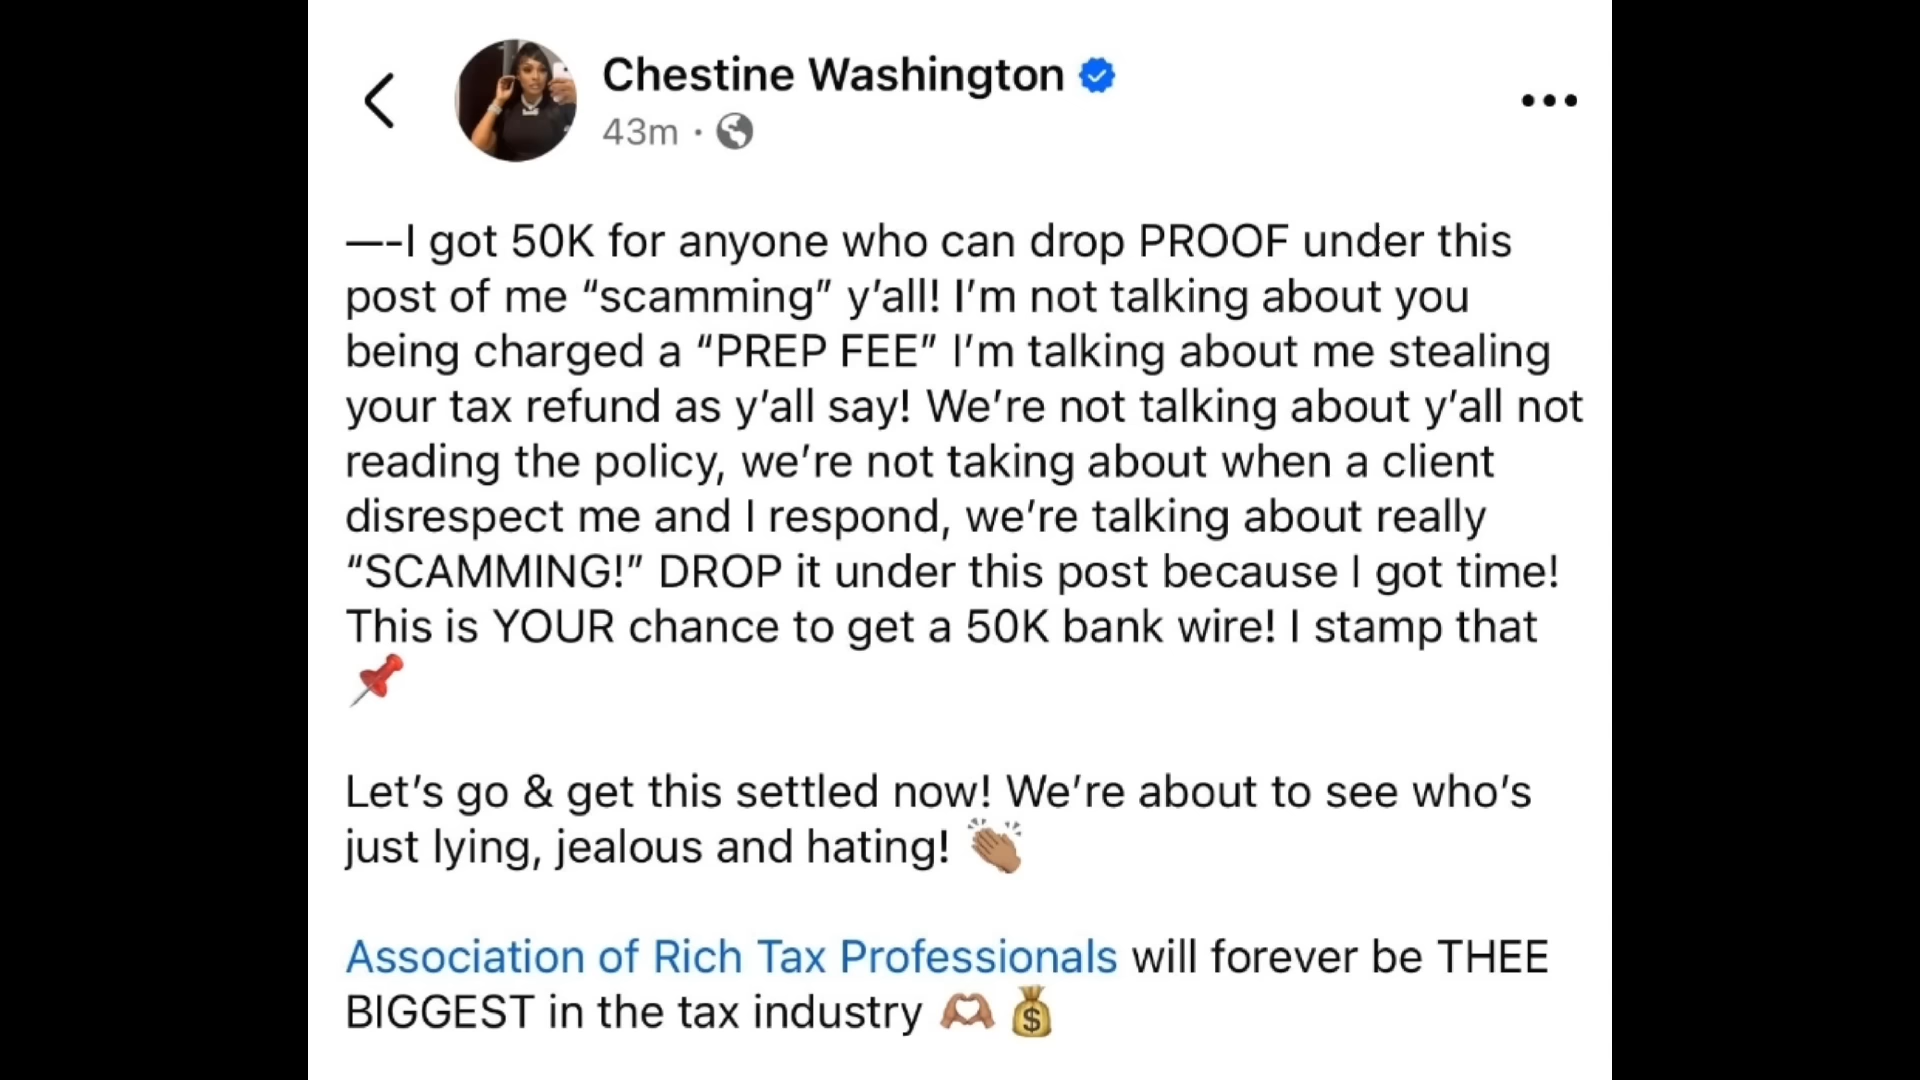 Chestine Washington
43m ·
—-I got 50K for anyone who can drop PROOF under this
post of me “scamming” y’all! I’m not talking about you
being charged a “PREP FEE” I’m talking about me stealing
your tax refund as y’all say! We’re not talking about y’all not
reading the policy, we’re not taking about when a client
disrespect me and I respond, we’re talking about really
“SCAMMING!” DROP it under this post because I got time!
This is YOUR chance to get a 50K bank wire! I stamp that
📌
Let’s go & get this settled now! We’re about to see who’s
just lying, jealous and hating! 👏🏽
Association of Rich Tax Professionals will forever be THEE
BIGGEST in the tax industry 🫶🏽 💰